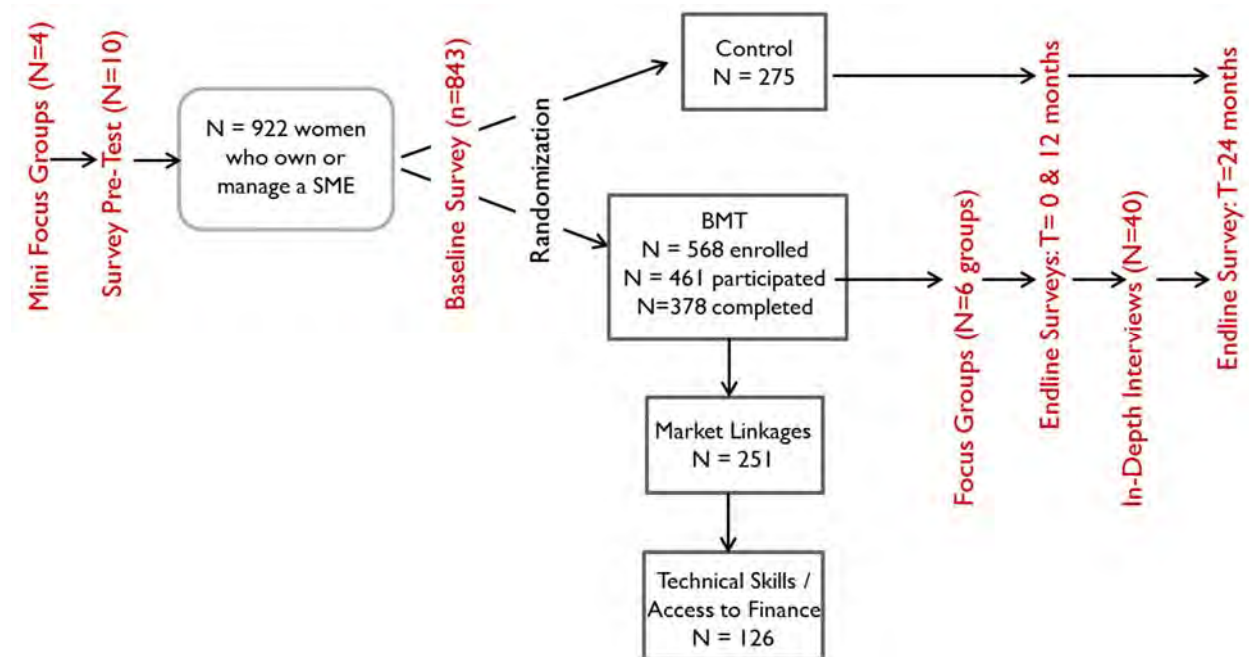 Mini Focus Groups (N=4)
Survey Pre-Test (N=10)
N = 922 women
who own or
manage a SME
Baseline Survey (n=843)
Randomization
Control
N = 275
BMT
N = 568 enrolled
N = 461 participated
N=378 completed
Market Linkages
N = 251
Technical Skills /
Access to Finance
N = 126
Focus Groups (N=6 groups)
Endline Surveys: T= 0 & 12 months
In-Depth Interviews (N=40)
Endline Survey: T=24 months